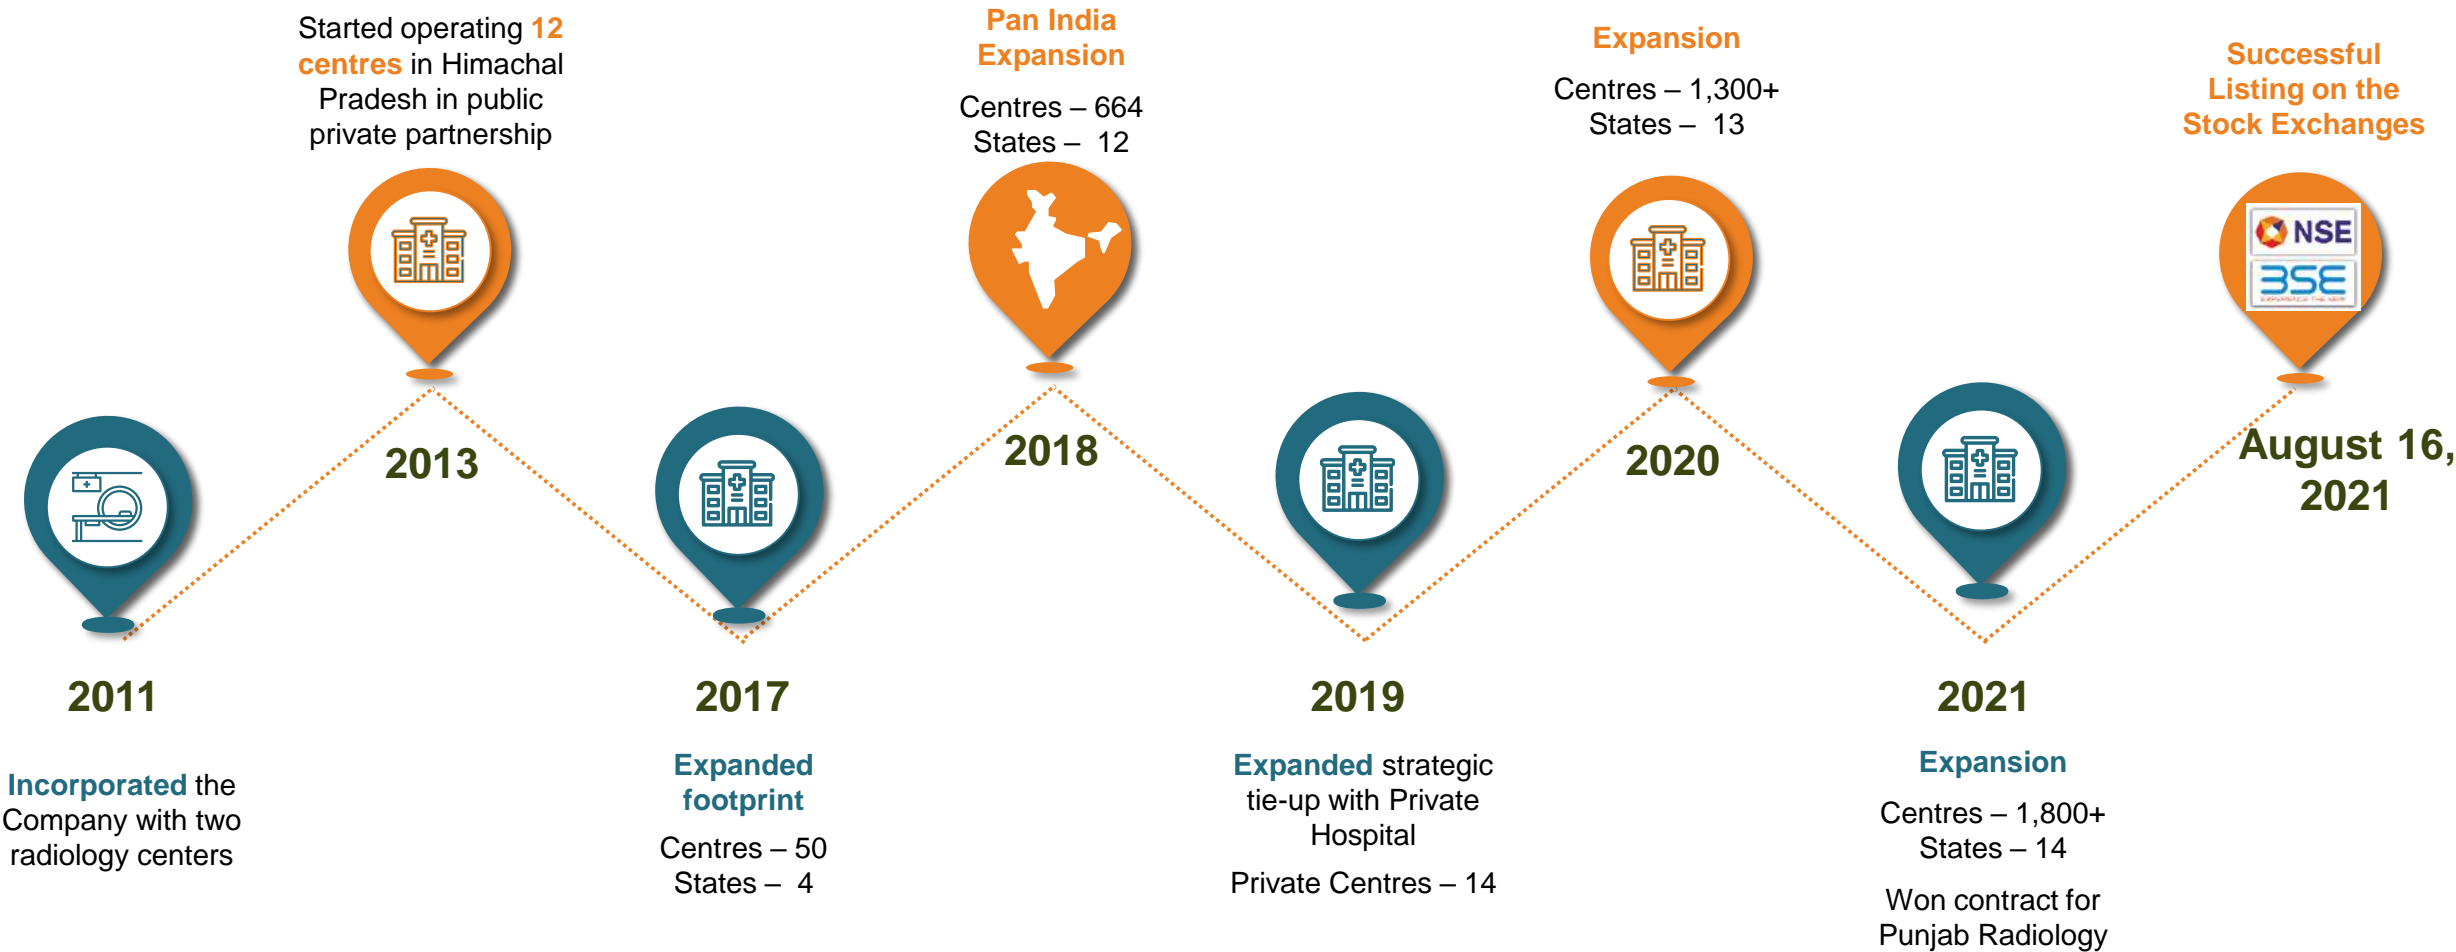 Started operating 12
centres in Himachal
Pradesh in public
private partnership
2013
Pan India
Expansion
Centres – 664
States – 12
2018
Expansion
Centres – 1,300+
States – 13
2020
Successful
Listing on the
Stock Exchanges
NSE
BSE
August 16,
2021
2011
Incorporated the
Company with two
radiology centers
2017
Expanded
footprint
Centres – 50
States – 4
2019
Expanded strategic
tie-up with Private
Hospital
Private Centres – 14
2021
Expansion
Centres – 1,800+
States – 14
Won contract for
Punjab Radiology